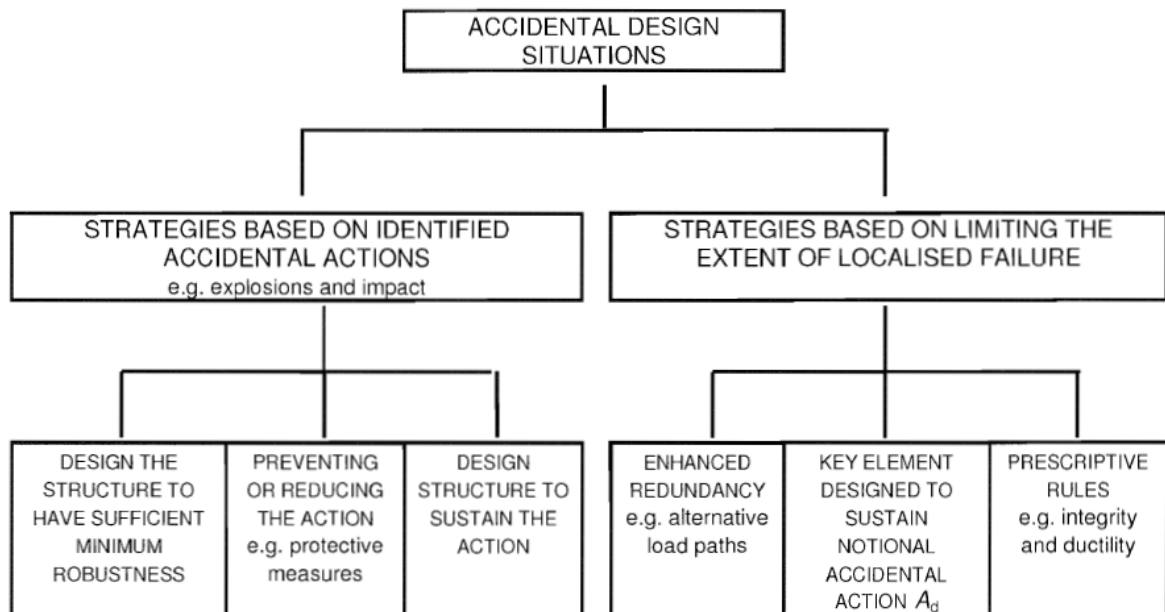 ACCIDENTAL DESIGN
SITUATIONS
STRATEGIES BASED ON IDENTIFIED
ACCIDENTAL ACTIONS
e.g. explosions and impact
STRATEGIES BASED ON LIMITING THE
EXTENT OF LOCALISED FAILURE
DESIGN THE
STRUCTURE TO
HAVE SUFFICIENT
MINIMUM
ROBUSTNESS
PREVENTING
OR REDUCING
THE ACTION
e.g. protective
measures
DESIGN
STRUCTURE TO
SUSTAIN THE
ACTION
ENHANCED
REDUNDANCY
e.g. alternative
load paths
KEY ELEMENT
DESIGNED TO
SUSTAIN
NOTIONAL
ACCIDENTAL
ACTION Ad
PRESCRIPTIVE
RULES
e.g. integrity
and ductility